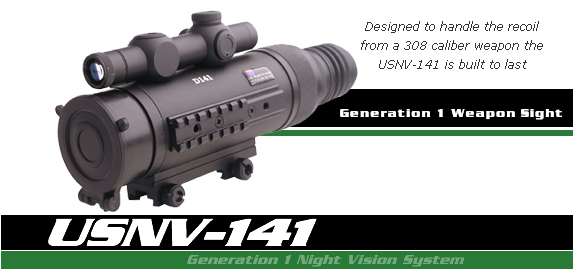 Designed to handle the recoil
from a 308 caliber weapon the
USNV-141 is built to last
D141
Generation 1 Weapon Sight
USNV-141
Generation 1 Night Vision System